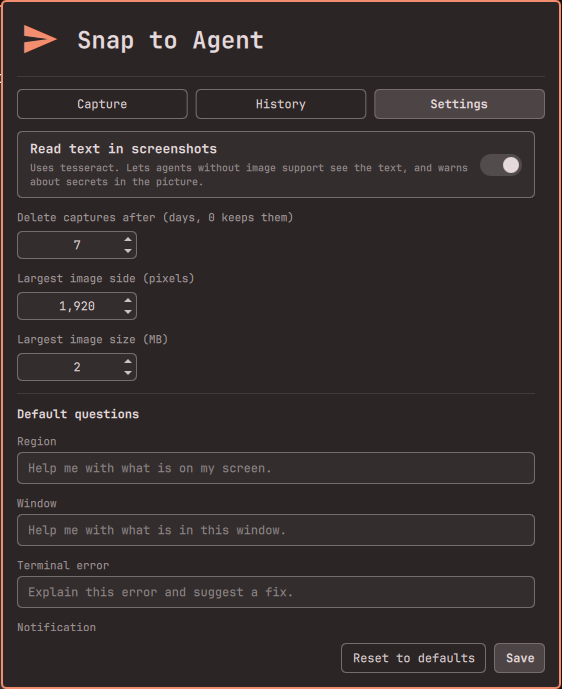 Snap to Agent
Capture
History
Settings
Read text in screenshots
Uses tesseract. Lets agents without image support see the text, and warns
about secrets in the picture.
Delete captures after (days, 0 keeps them)
7
Largest image side (pixels)
1,920
Largest image size (MB)
2
Default questions
Region
Help me with what is on my screen.
Window
Help me with what is in this window.
Terminal error
Explain this error and suggest a fix.
Notification
Reset to defaults
Save